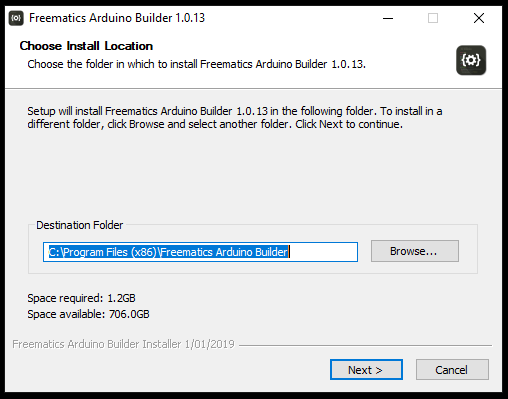 Freematics Arduino Builder 1.0.13
Choose Install Location
Choose the folder in which to install Freematics Arduino Builder 1.0.13.
Setup will install Freematics Arduino Builder 1.0.13 in the following folder. To install in a
different folder, click Browse and select another folder. Click Next to continue.
Destination Folder
C:\Program Files (x86)\Freematics Arduino Builder
Browse...
Space required: 1.2GB
Space available: 706.0GB
Freematics Arduino Builder Installer 1/01/2019
Next >
Cancel